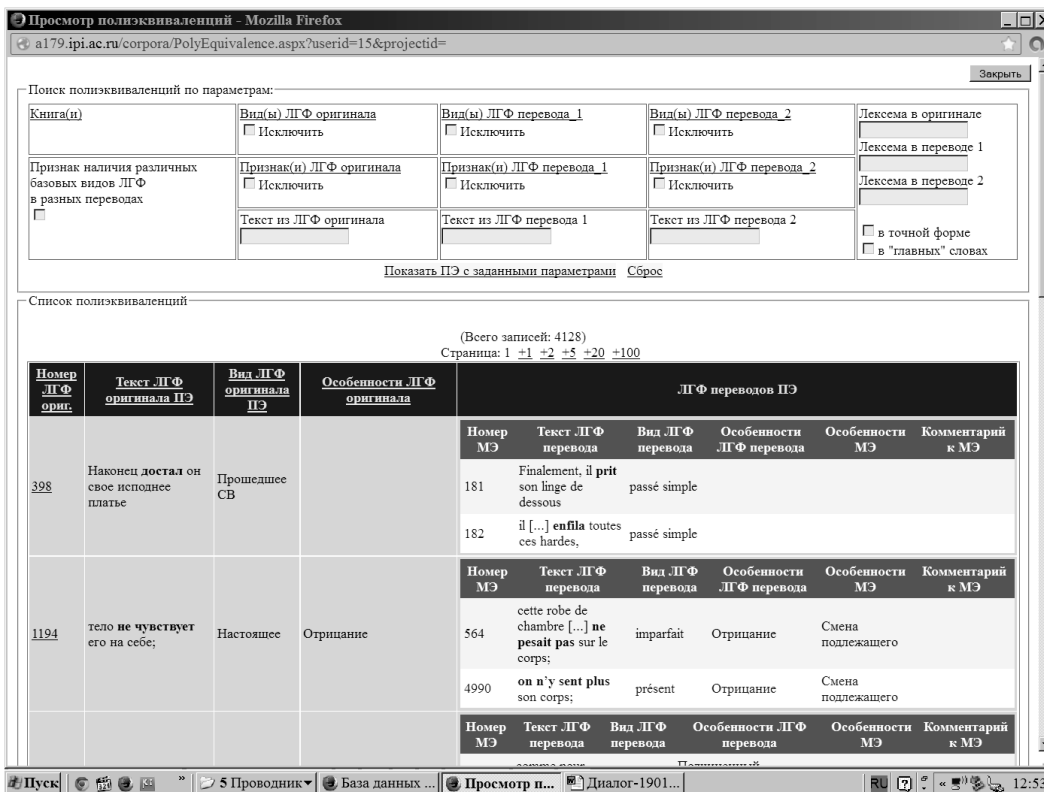 Просмотр полиэквиваленций - Mozilla Firefox
a179.ipi.ac.ru/corpora/PolyEquivalence.aspx?userid=15&projectid=
Закрыть
Поиск полиэквиваленций по параметрам:
Книга(и)
Вид(ы) ЛГФ оригинала
Исключить
Вид(ы) ЛГФ перевода_1
Исключить
Вид(ы) ЛГФ перевода_2
Исключить
Лексема в оригинале
Лексема в переводе 1
Лексема в переводе 2
в точной форме
в "главных" словах
Признак наличия различных
базовых видов ЛГФ
в разных переводах
Признак(и) ЛГФ оригинала
Исключить
Признак(и) ЛГФ перевода_1
Исключить
Признак(и) ЛГФ перевода_2
Исключить
Текст из ЛГФ оригинала
Текст из ЛГФ перевода 1
Текст из ЛГФ перевода 2
Показать ПЭ с заданными параметрами Сброс
Список полиэквиваленций
(Всего записей: 4128)
Страница: 1 +1 +2 +5 +20 +100
Номер
ЛГФ
ориг.
Текст ЛГФ
оригинала ПЭ
Вид ЛГФ
оригинала
ПЭ
Особенности ЛГФ
оригинала
ЛГФ переводов ПЭ
398
Наконец достал он
свое исподнее
платье
Прошедшее
СВ
Номер
МЭ
Текст ЛГФ
перевода
Вид ЛГФ
перевода
Особенности
ЛГФ перевода
Особенности
МЭ
Комментарий
к МЭ
181
Finalement, il prit
son linge de
dessous
passé simple
182
il [...] enfila toutes
ces hardes,
passé simple
1194
тело не чувствует
его на себе;
Настоящее
Отрицание
Номер
МЭ
Текст ЛГФ
перевода
Вид ЛГФ
перевода
Особенности
ЛГФ перевода
Особенности
МЭ
Комментарий
к МЭ
564
cette robe de
chambre [...] ne
pesait pas sur le
corps;
imparfait
Отрицание
Смена
подлежащего
4990
on n'y sent plus
son corps;
présent
Отрицание
Смена
подлежащего
Номер
МЭ
Текст ЛГФ
перевода
Вид ЛГФ
перевода
Особенности ЛГФ
перевода
Особенности
МЭ
Комментарий
к МЭ
Пуск
»
5 Проводник
База данных ...
Просмотр п...
Диалог-1901...
RU
«
12:53